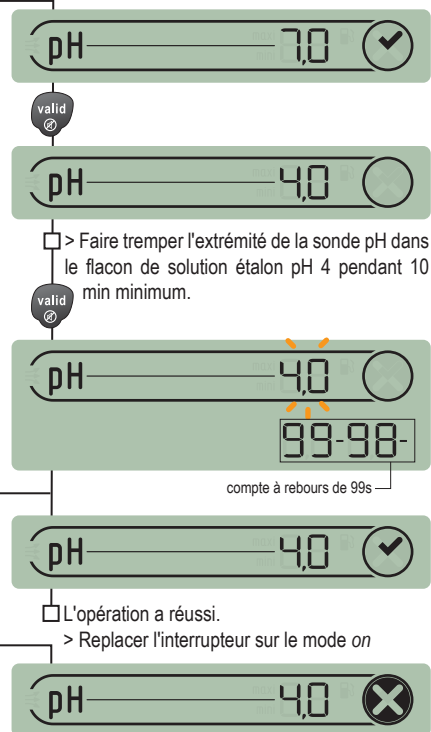 pH 7,0
valid
pH 4,0
> Faire tremper l'extrémité de la sonde pH dans
le flacon de solution étalon pH 4 pendant 10
min minimum.
valid
pH 4,0
99-98-
compte à rebours de 99s
pH 4,0
L'opération a réussi.
> Replacer l'interrupteur sur le mode on
pH 4,0